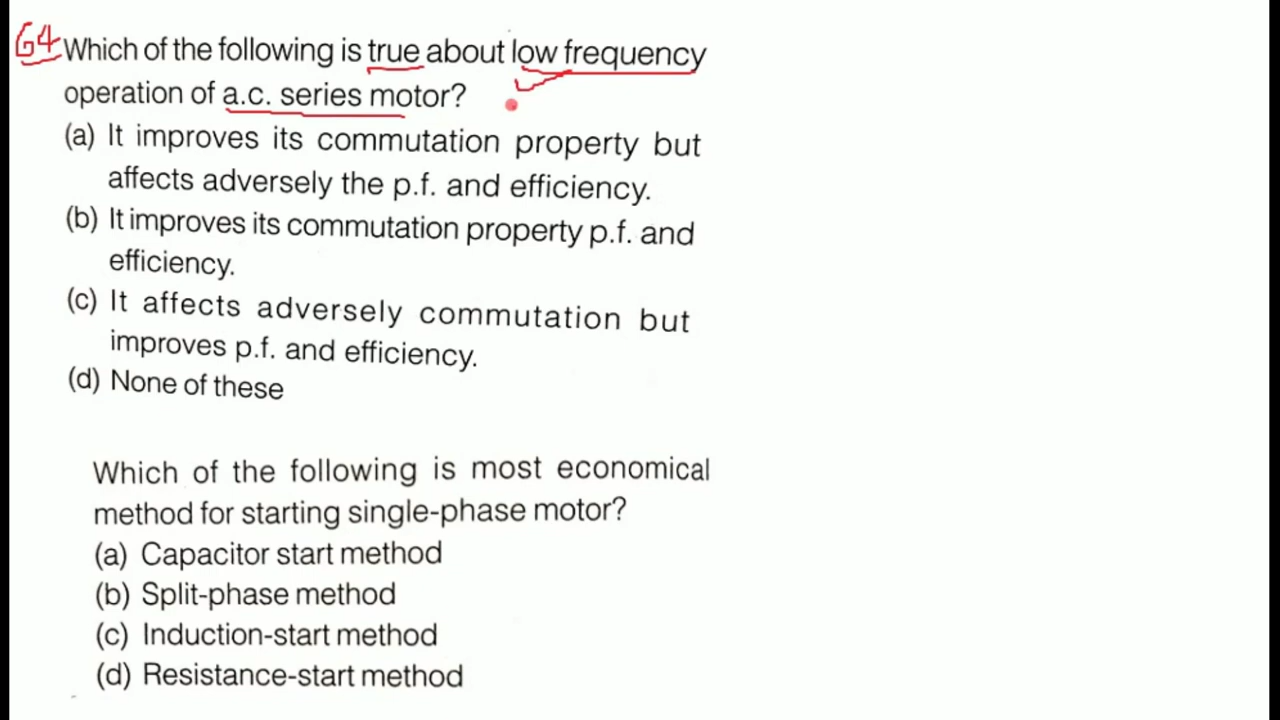 64 Which of the following is true about low frequency
operation of a.c. series motor?
(a) It improves its commutation property but
affects adversely the p.f. and efficiency.
(b) It improves its commutation property p.f. and
efficiency.
(c) It affects adversely commutation but
improves p.f. and efficiency.
(d) None of these
Which of the following is most economical
method for starting single-phase motor?
(a) Capacitor start method
(b) Split-phase method
(c) Induction-start method
(d) Resistance-start method